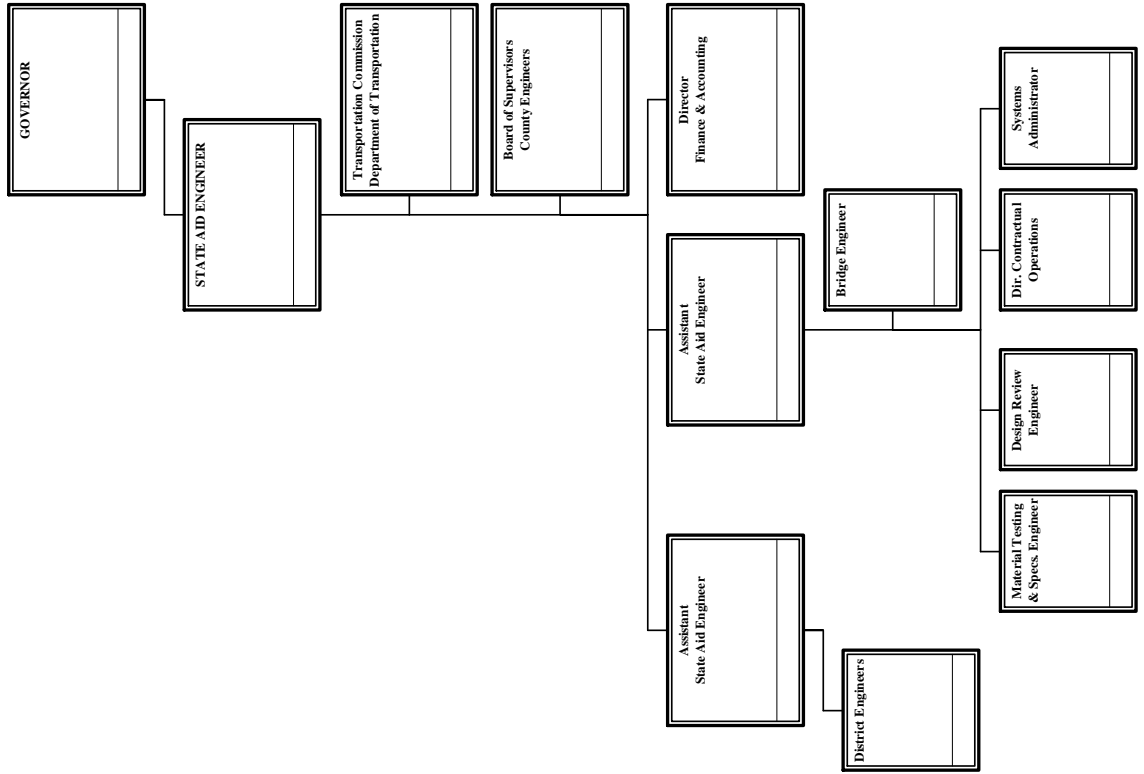 GOVERNOR
STATE AID ENGINEER
Transportation Commission
Department of Transportation
Board of Supervisors
County Engineers
Assistant
State Aid Engineer
Assistant
State Aid Engineer
Director
Finance & Accounting
District Engineers
Bridge Engineer
Material Testing
& Specs. Engineer
Design Review
Engineer
Dir. Contractual
Operations
Systems
Administrator